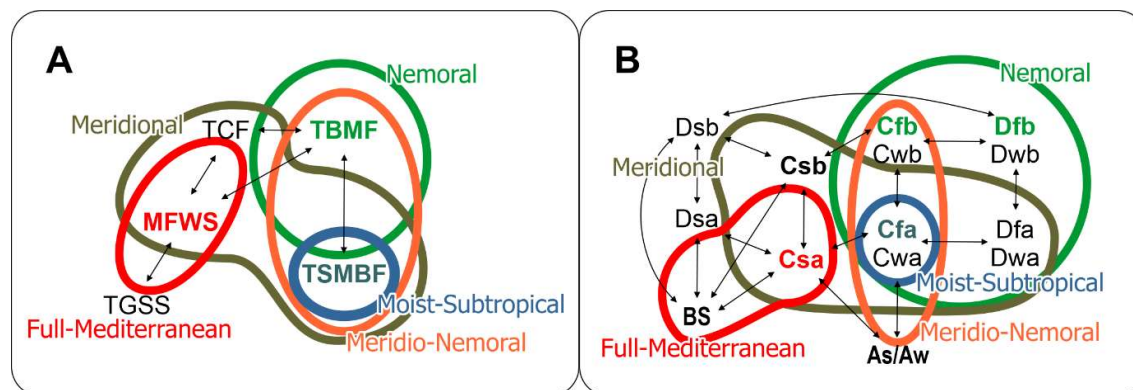 A
Nemoral
Meridional
TCF
TBMF
MFWS
TSMBF
TGSS
Moist-Subtropical
Full-Mediterranean
Meridio-Nemoral
B
Nemoral
Dsb
Cfb
Dfb
Csb
Cwb
Dwb
Meridional
Dsa
Cfa
Dfa
Csa
Cwa
Dwa
Moist-Subtropical
BS
Meridio-Nemoral
Full-Mediterranean
As/Aw